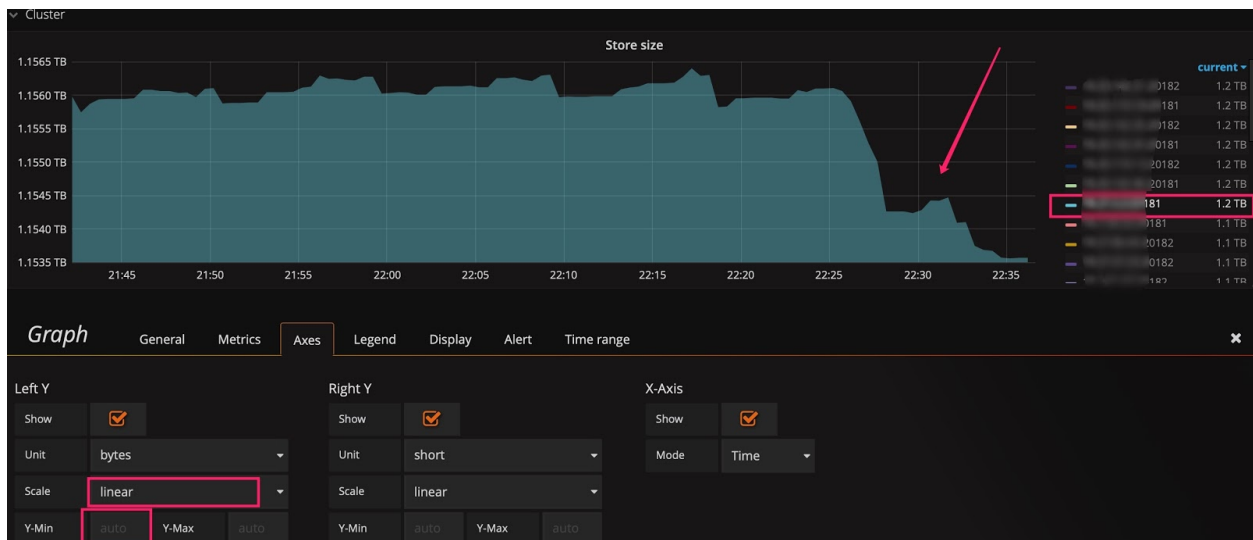 Cluster
Store size
1.1565 TB
1.1560 TB
1.1555 TB
1.1550 TB
1.1545 TB
1.1540 TB
1.1535 TB
21:45 21:50 21:55 22:00 22:05 22:10 22:15 22:20 22:25 22:30 22:35
current
0182 1.2 TB
181 1.2 TB
0182 1.2 TB
0181 1.2 TB
20182 1.2 TB
20181 1.2 TB
181 1.2 TB
0181 1.1 TB
20182 1.1 TB
0182 1.1 TB
182 1.1 TB
Graph General Metrics Axes Legend Display Alert Time range
Left Y Right Y X-Axis
Show Show Show
Unit bytes Unit short Mode Time
Scale linear Scale linear
Y-Min auto Y-Max auto Y-Min auto Y-Max auto